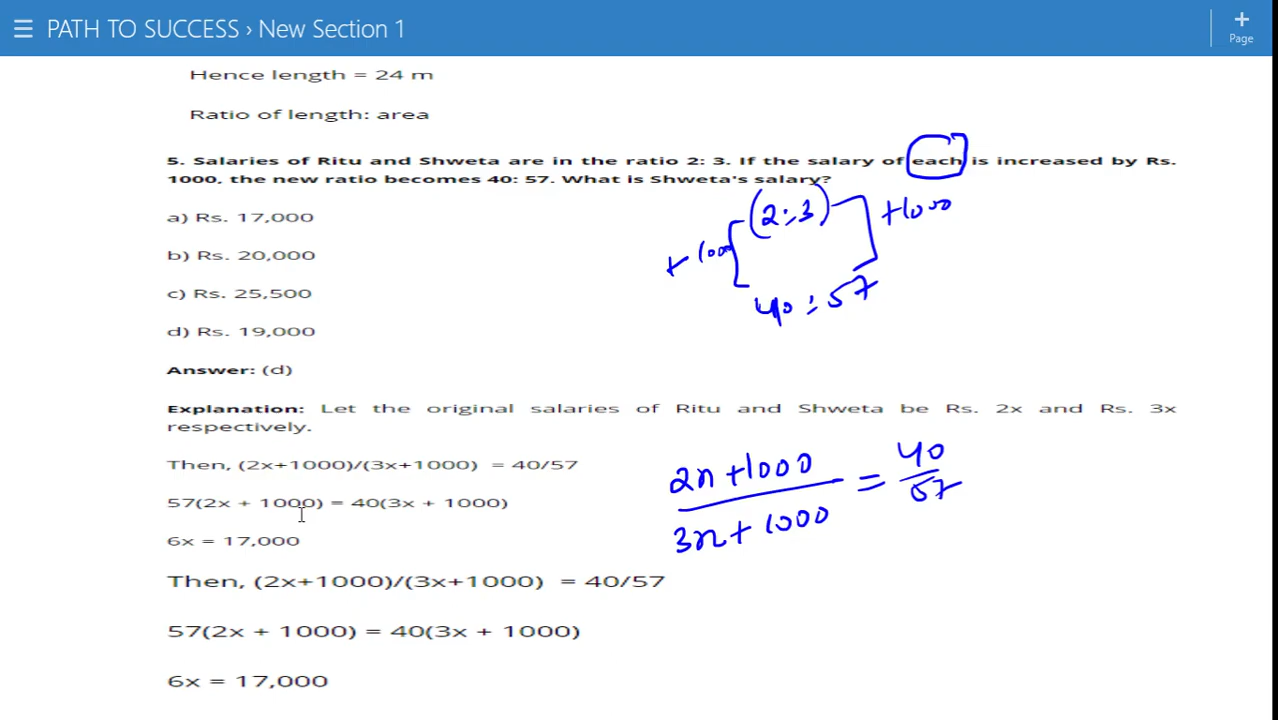 PATH TO SUCCESS › New Section 1
Page
Hence length = 24 m
Ratio of length: area
5. Salaries of Ritu and Shweta are in the ratio 2: 3. If the salary of each is increased by Rs.
1000, the new ratio becomes 40: 57. What is Shweta's salary?
a) Rs. 17,000
(2:3)
+1000
b) Rs. 20,000
+1000
c) Rs. 25,500
40:57
d) Rs. 19,000
Answer: (d)
Explanation: Let the original salaries of Ritu and Shweta be Rs. 2x and Rs. 3x
respectively.
Then, (2x+1000)/(3x+1000) = 40/57
2x+1000 = 40
3x+1000 57
57(2x + 1000) = 40(3x + 1000)
6x = 17,000
Then, (2x+1000)/(3x+1000) = 40/57
57(2x + 1000) = 40(3x + 1000)
6x = 17,000